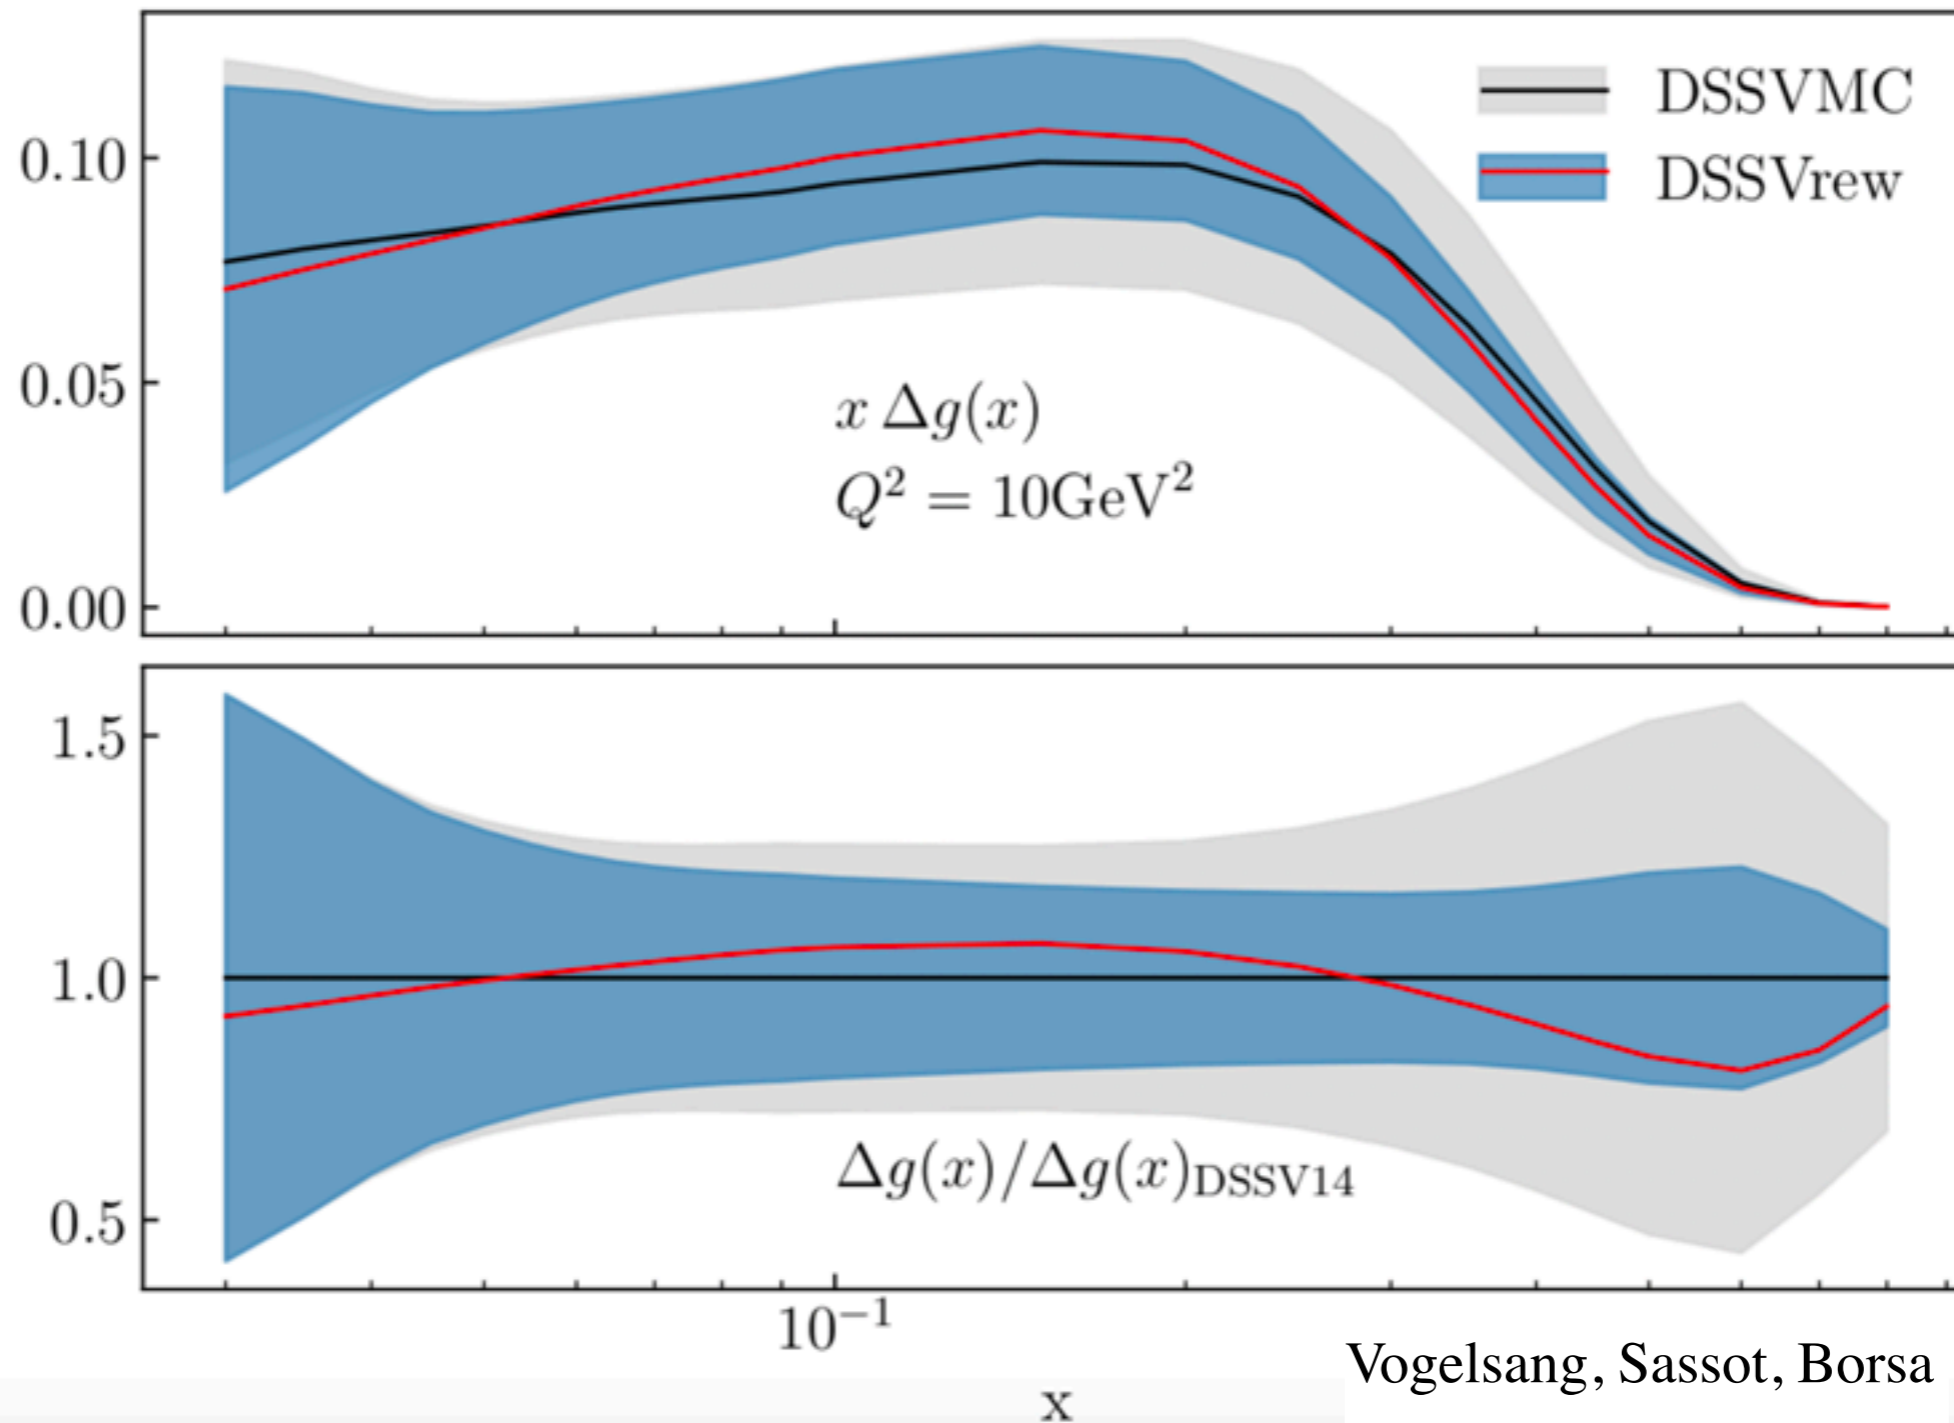 DSSVMC
DSSVrew
0.10
0.05
0.00
x Δg(x)
Q² = 10GeV²
1.5
1.0
0.5
Δg(x)/Δg(x)DSSV14
10⁻¹
Vogelsang, Sassot, Borsa
x